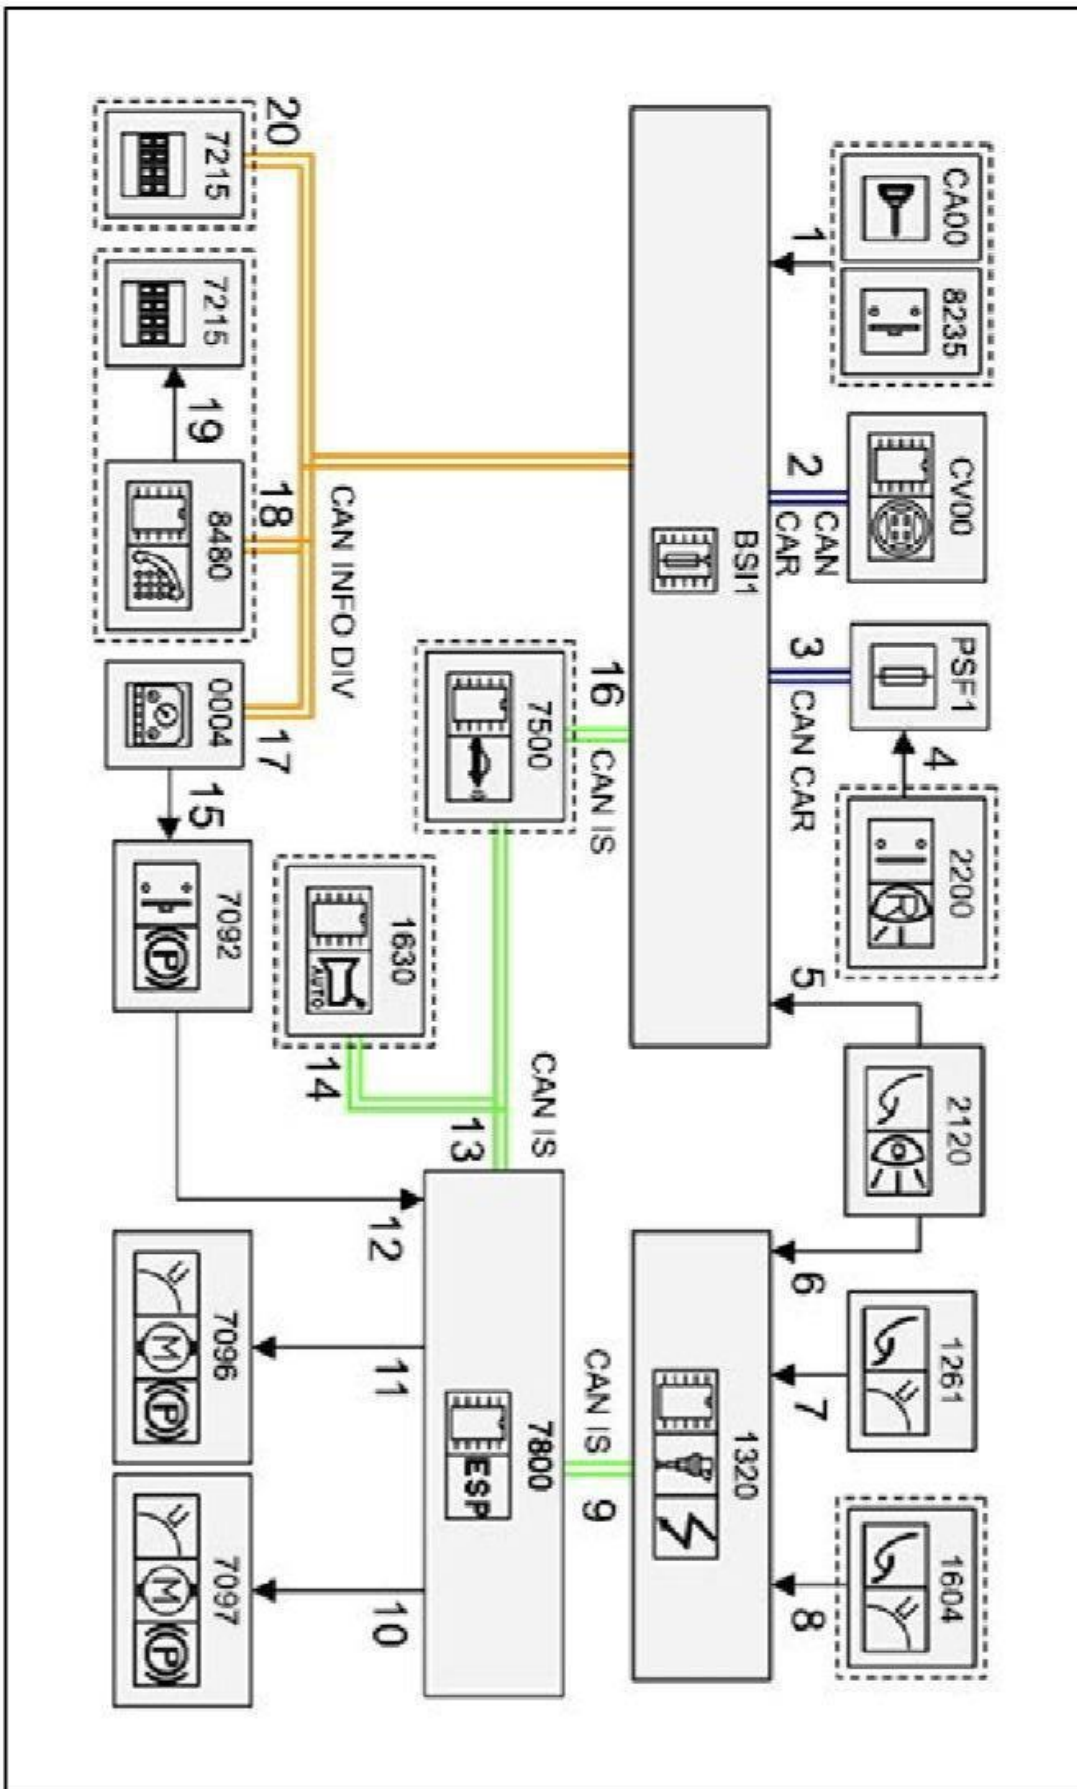 CA00
8235
CV00
PSF1
2200
2120
1261
1604
R
4
1
2
CAN
CAR
3
CAN CAR
5
6
7
8
BSI1
1320
16
CAN IS
CAN IS
9
7500
CAN IS
13
7800
ESP
1630
AUTO
14
12
11
10
20
18
CAN INFO DIV
17
7215
7215
19
8480
0004
15
7092
P
7096
M
P
7097
M
P